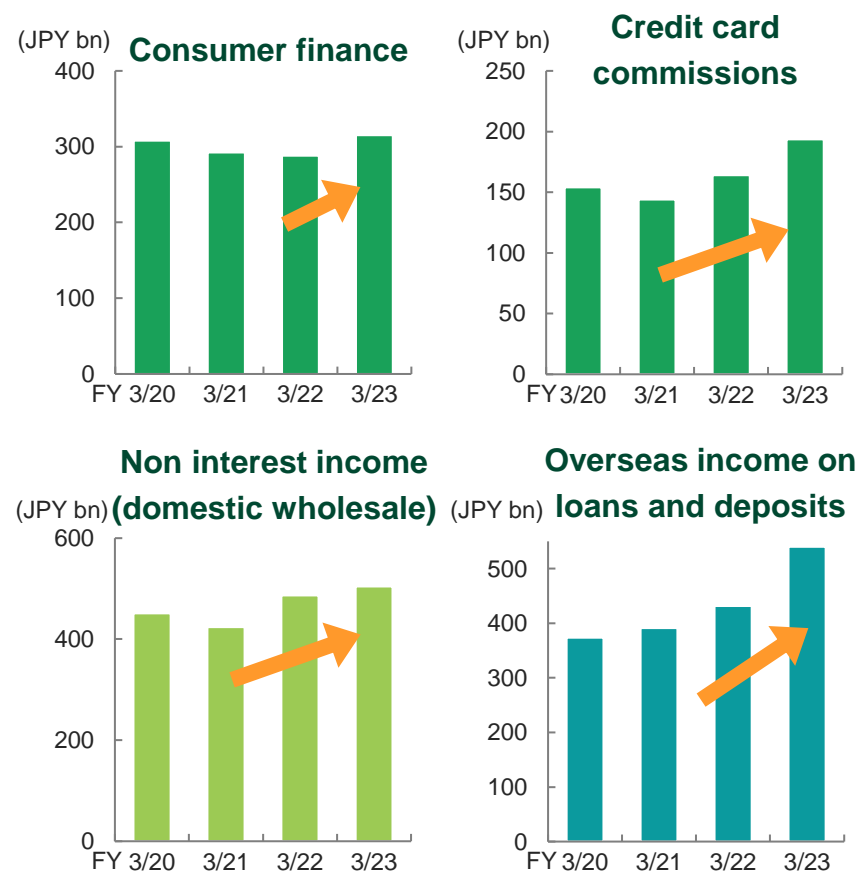 (JPY bn)
Consumer finance
400
300
200
100
0
FY 3/20 3/21 3/22 3/23
Credit card
commissions
(JPY bn)
250
200
150
100
50
0
FY 3/20 3/21 3/22 3/23
Non interest income
(JPY bn) (domestic wholesale)
600
400
200
0
FY 3/20 3/21 3/22 3/23
Overseas income on
(JPY bn) loans and deposits
500
400
300
200
100
0
FY 3/20 3/21 3/22 3/23